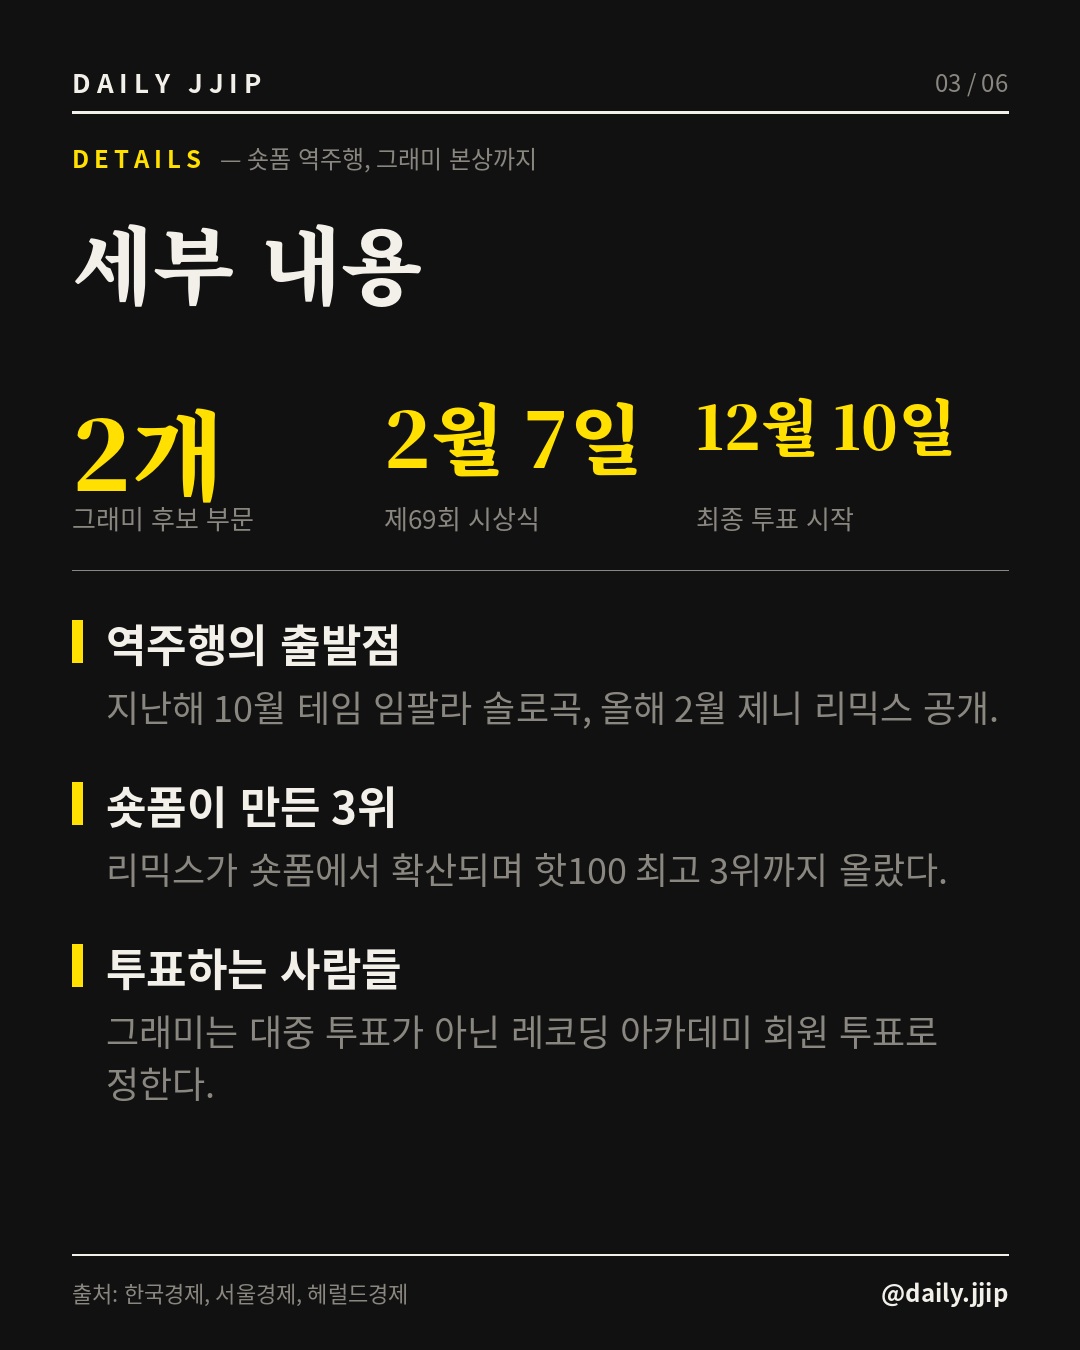 DAILY JJIP
03 / 06
DETAILS —숏폼 역주행, 그래미 본상까지
세부 내용
2개
2월 7일
12월 10일
그래미 후보 부문
제69회 시상식
최종 투표 시작
역주행의 출발점
지난해 10월 테임 임팔라 솔로곡, 올해 2월 제니 리믹스 공개.
숏폼이 만든 3위
리믹스가 숏폼에서 확산되며 핫100 최고 3위까지 올랐다.
투표하는 사람들
그래미는 대중 투표가 아닌 레코딩 아카데미 회원 투표로
정한다.
출처: 한국경제, 서울경제, 헤럴드경제
@daily.jjip